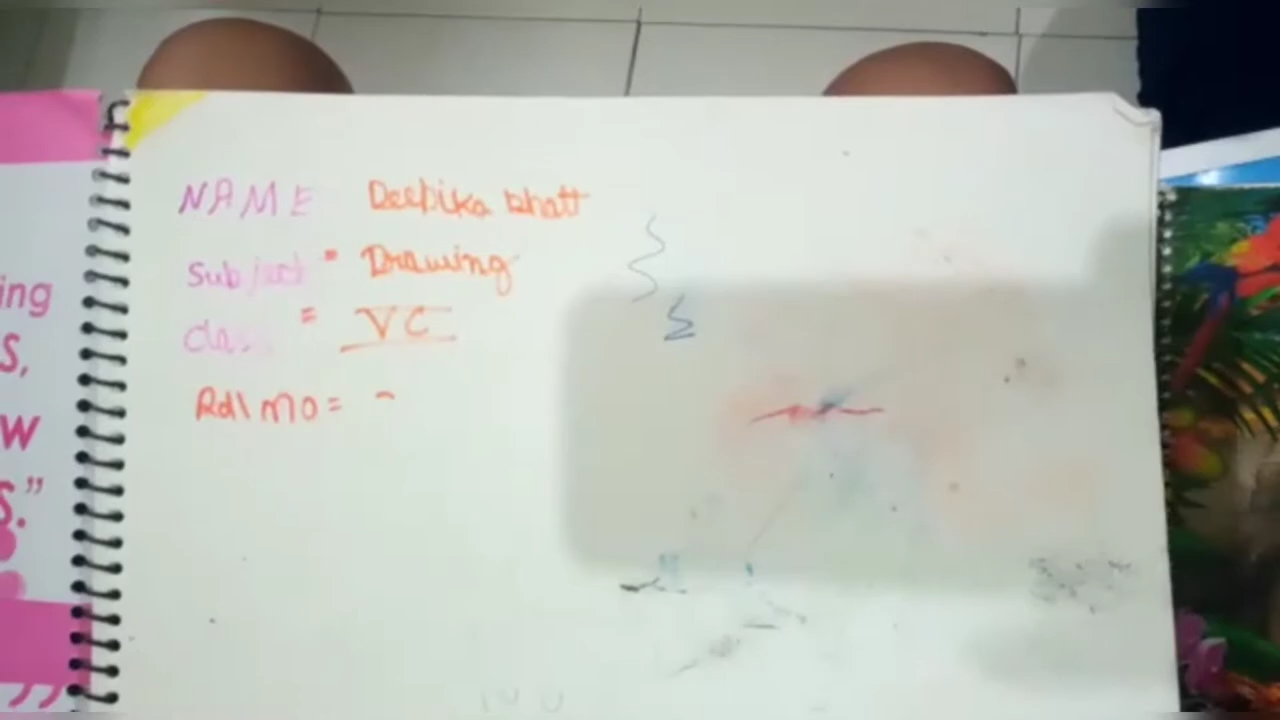 NAME Deepika bhatt
Subject = Drawing
Class = VC
Roll no = -
ing
S,
W
S."